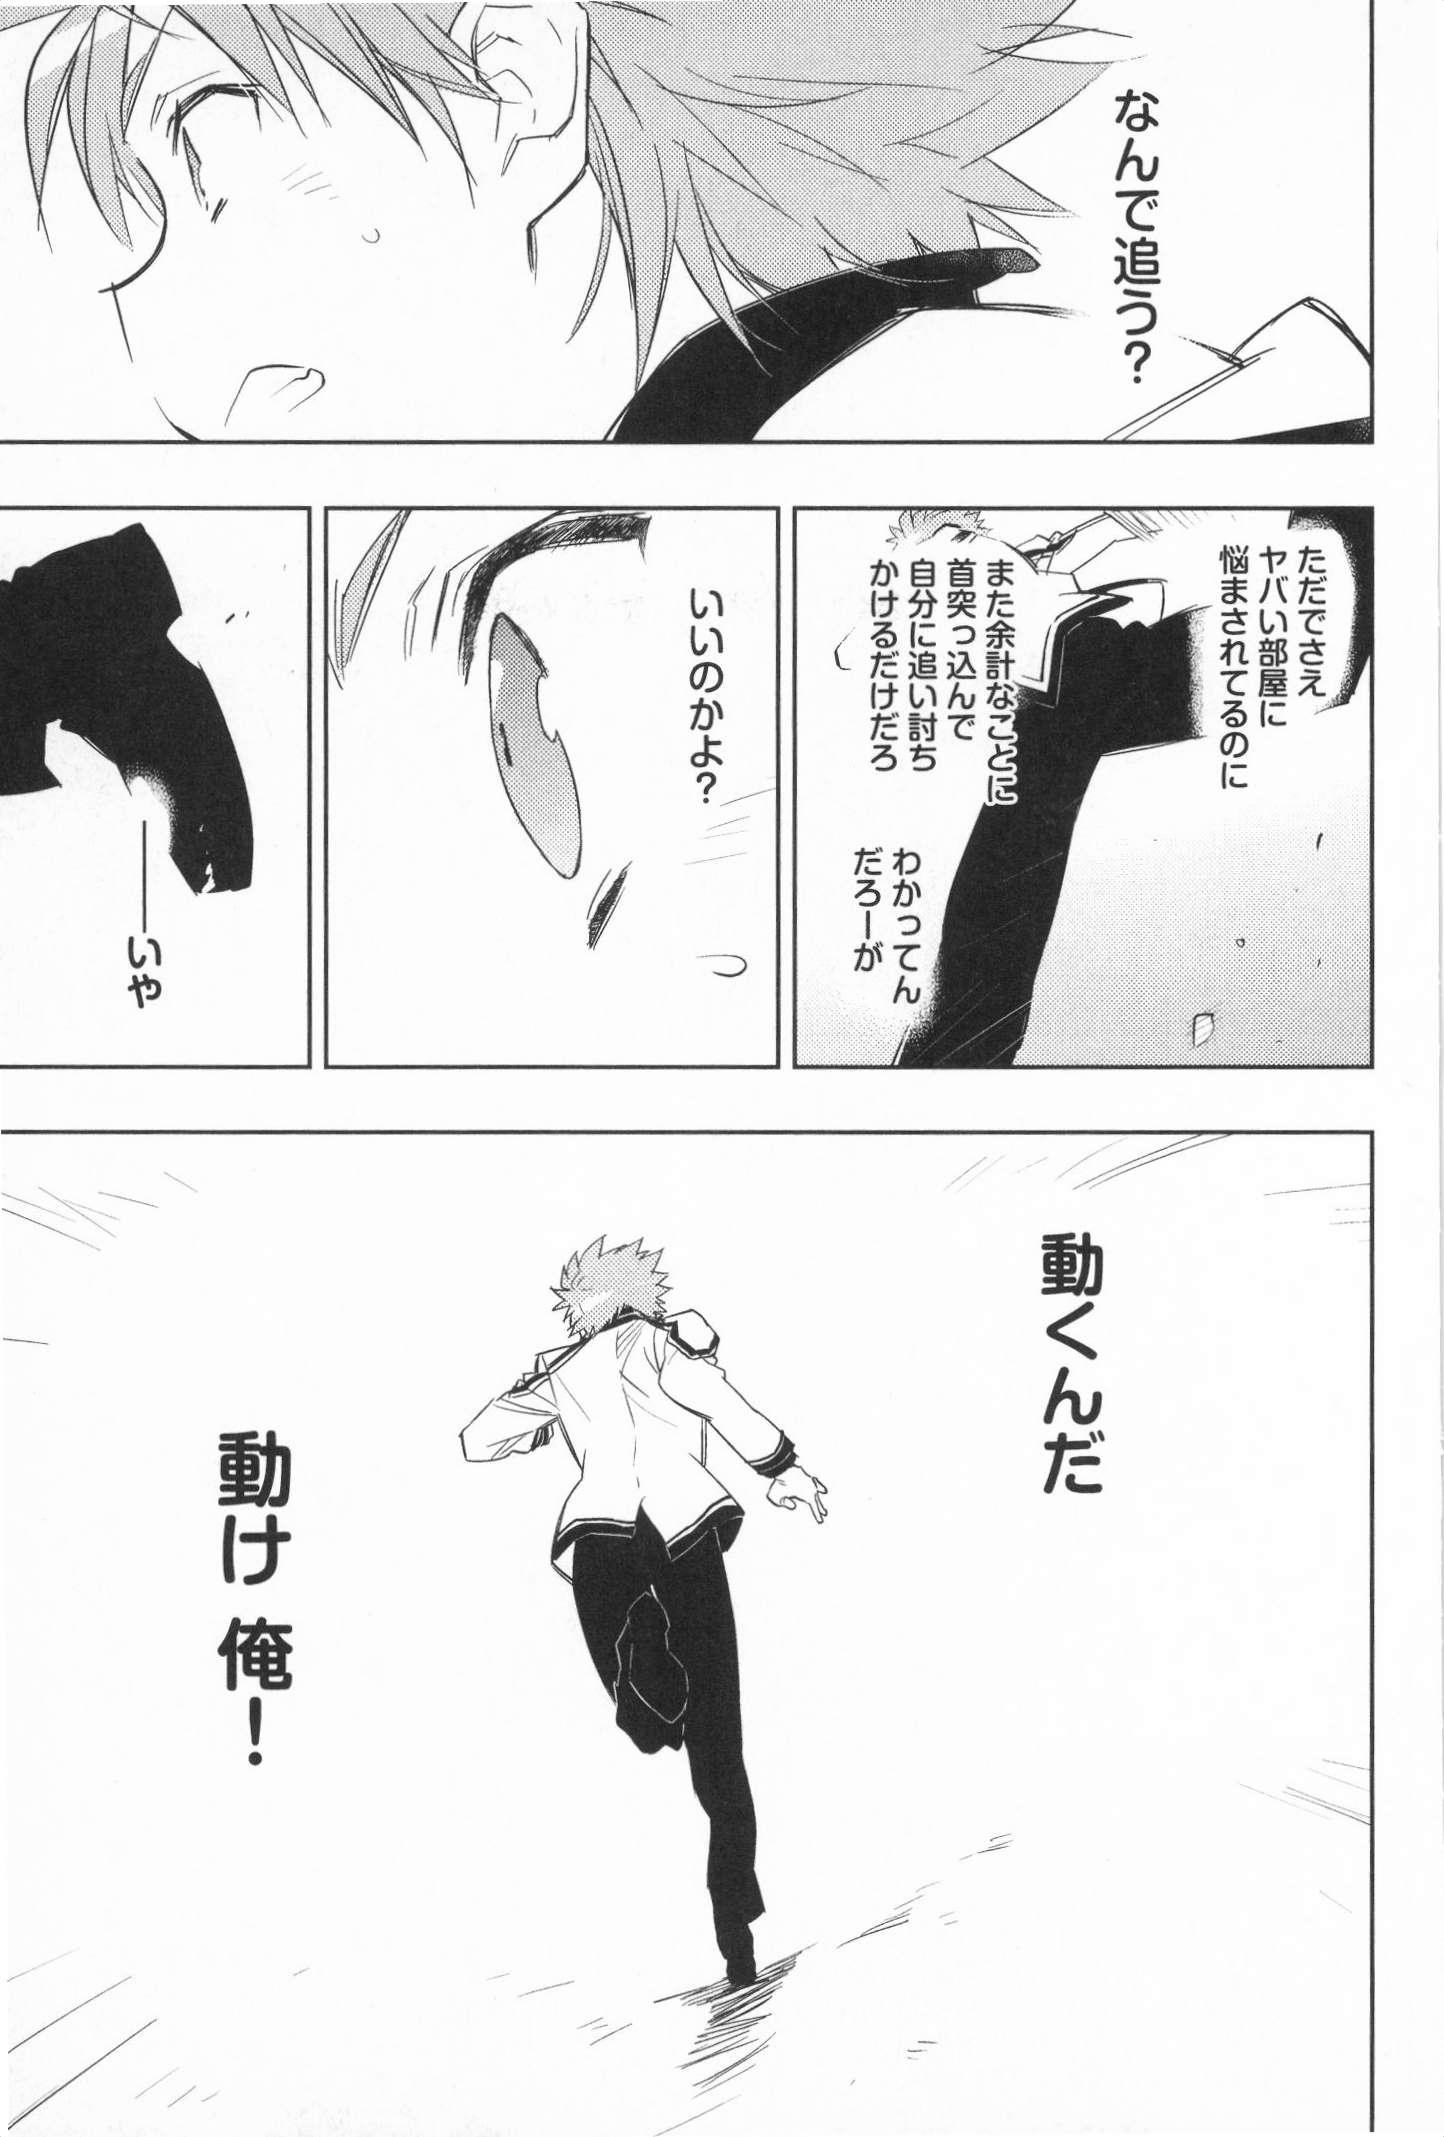 なんで追う？
ただでさえ
ヤバい部屋に
悩まされてるのに
また余計なことに
首突っ込んで
自分に追い討ち
かけるだけだろ
わかってん
だろーが
いいのかよ？
――いや
動くんだ
動け 俺！